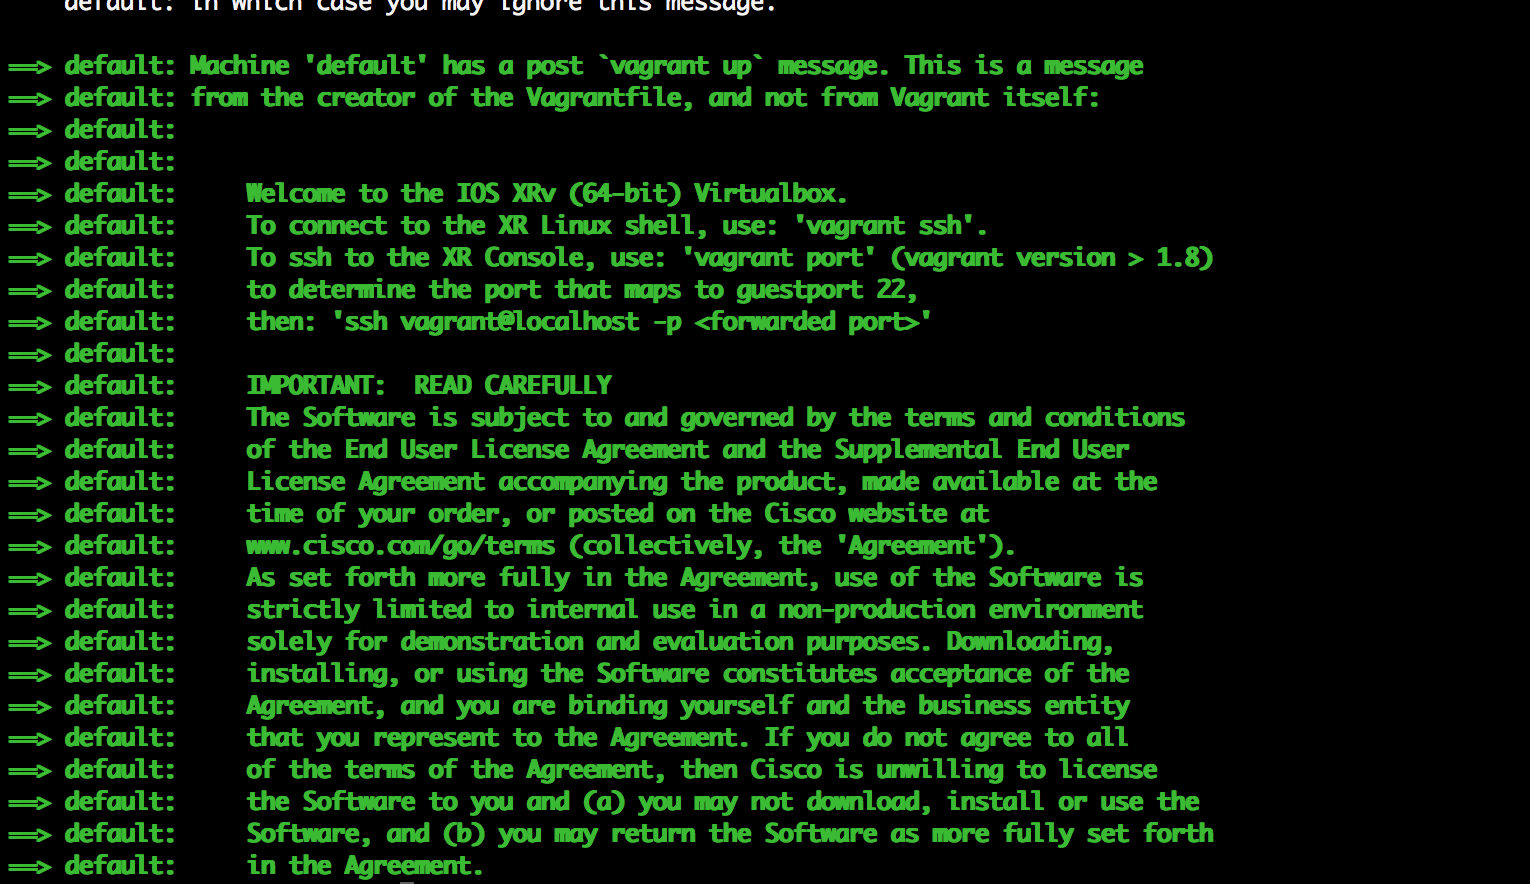 default: in which case you may ignore this message.
==> default: Machine 'default' has a post `vagrant up` message. This is a message
==> default: from the creator of the Vagrantfile, and not from Vagrant itself:
==> default:
==> default:
==> default:     Welcome to the IOS XRv (64-bit) Virtualbox.
==> default:     To connect to the XR Linux shell, use: 'vagrant ssh'.
==> default:     To ssh to the XR Console, use: 'vagrant port' (vagrant version > 1.8)
==> default:     to determine the port that maps to guestport 22,
==> default:     then: 'ssh vagrant@localhost -p <forwarded port>'
==> default:
==> default:     IMPORTANT:  READ CAREFULLY
==> default:     The Software is subject to and governed by the terms and conditions
==> default:     of the End User License Agreement and the Supplemental End User
==> default:     License Agreement accompanying the product, made available at the
==> default:     time of your order, or posted on the Cisco website at
==> default:     www.cisco.com/go/terms (collectively, the 'Agreement').
==> default:     As set forth more fully in the Agreement, use of the Software is
==> default:     strictly limited to internal use in a non-production environment
==> default:     solely for demonstration and evaluation purposes. Downloading,
==> default:     installing, or using the Software constitutes acceptance of the
==> default:     Agreement, and you are binding yourself and the business entity
==> default:     that you represent to the Agreement. If you do not agree to all
==> default:     of the terms of the Agreement, then Cisco is unwilling to license
==> default:     the Software to you and (a) you may not download, install or use the
==> default:     Software, and (b) you may return the Software as more fully set forth
==> default:     in the Agreement.